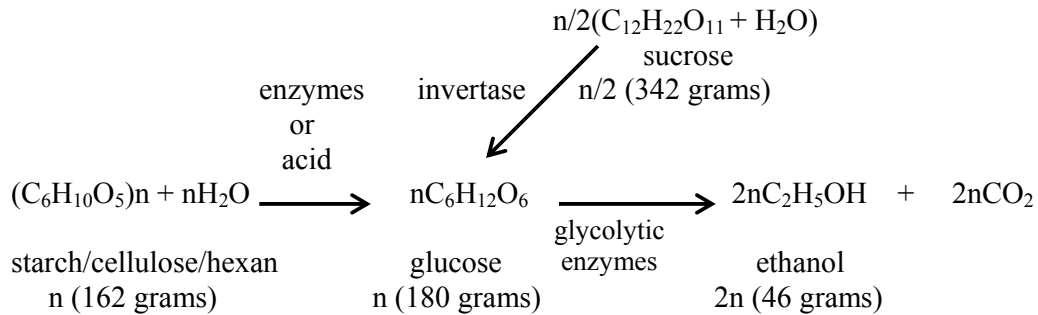 n/2(C₁₂H₂₂O₁₁ + H₂O)
sucrose
n/2 (342 grams)
enzymes
or
acid
invertase
(C₆H₁₀O₅)n + nH₂O
nC₆H₁₂O₆
2nC₂H₅OH + 2nCO₂
glycolytic
enzymes
starch/cellulose/hexan
n (162 grams)
glucose
n (180 grams)
ethanol
2n (46 grams)